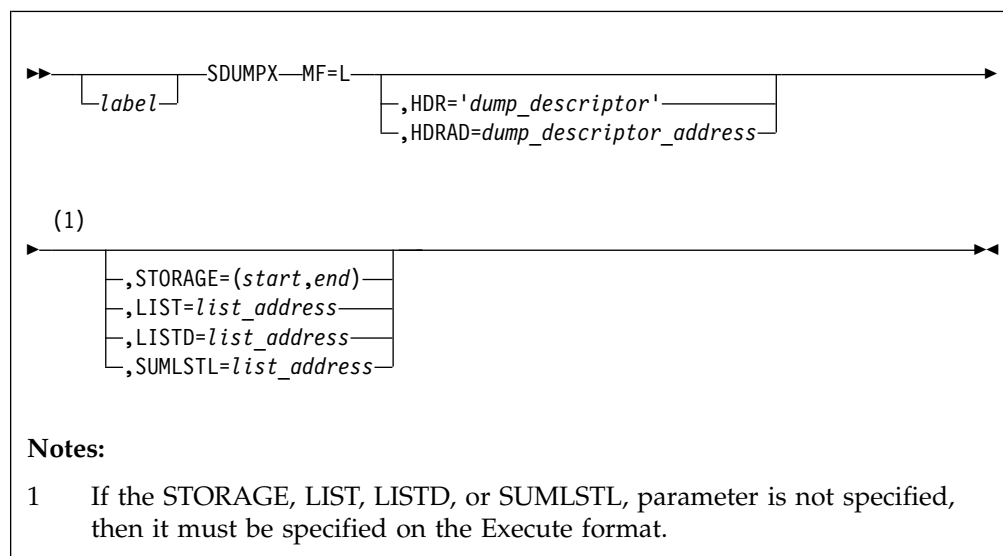 SDUMPX MF=L
label
,HDR='dump_descriptor'
,HDRAD=dump_descriptor_address
(1)
,STORAGE=(start,end)
,LIST=list_address
,LISTD=list_address
,SUMLSTL=list_address
Notes:
1 If the STORAGE, LIST, LISTD, or SUMLSTL, parameter is not specified,
then it must be specified on the Execute format.